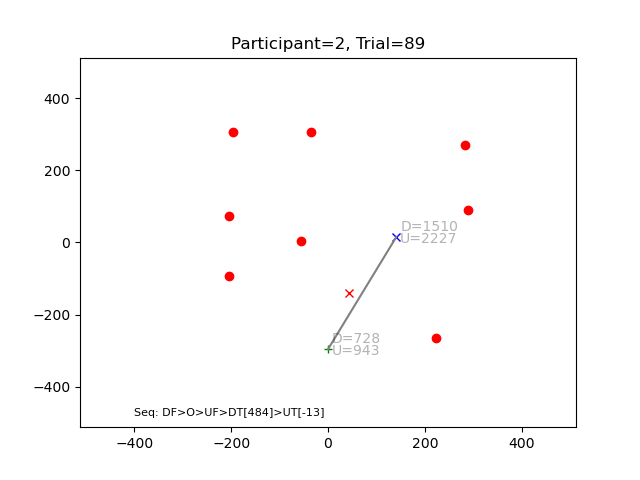 Participant=2, Trial=89
400
200
0
−200
−400
D=1510
U=2227
D=728
U=943
Seq: DF>O>UF>DT[484]>UT[-13]
−400
−200
0
200
400